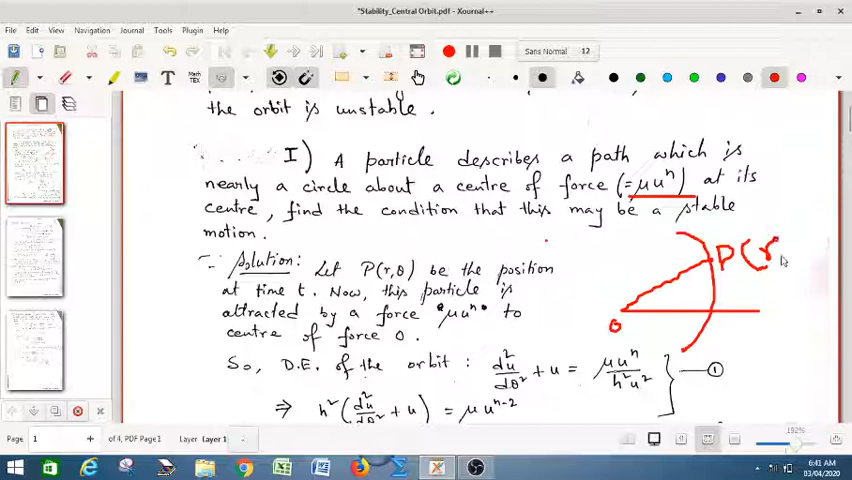 *Stability_Central Orbit.pdf - Xournal++
File Edit View Navigation Journal Tools Plugin Help
Sans Normal 12
T MATH TEX
the orbit is unstable.
I) A particle describes a path which is
nearly a circle about a centre of force (= μu^n) at its
centre, find the condition that this may be a stable
motion.
Solution: Let P(r,θ) be the position
at time t. Now, this particle is
attracted by a force "μu^n" to
centre of force O.
P(r
O
So, D.E. of the orbit: d²u/dθ² + u = μu^n/h²u² } —①
⇒ h² (d²u/dθ² + u) = μu^(n-2)
Page 1 of 4, PDF Page1 Layer Layer 1 192%
6:41 AM
03/04/2020